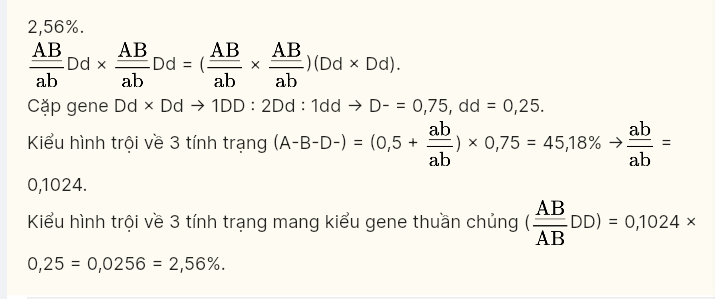 2,56%.
AB/ab Dd × AB/ab Dd = (AB/ab × AB/ab)(Dd × Dd).
Cặp gene Dd × Dd → 1DD : 2Dd : 1dd → D- = 0,75, dd = 0,25.
Kiểu hình trội về 3 tính trạng (A-B-D-) = (0,5 + ab/ab) × 0,75 = 45,18% → ab/ab =
0,1024.
Kiểu hình trội về 3 tính trạng mang kiểu gene thuần chủng (AB/AB DD) = 0,1024 ×
0,25 = 0,0256 = 2,56%.